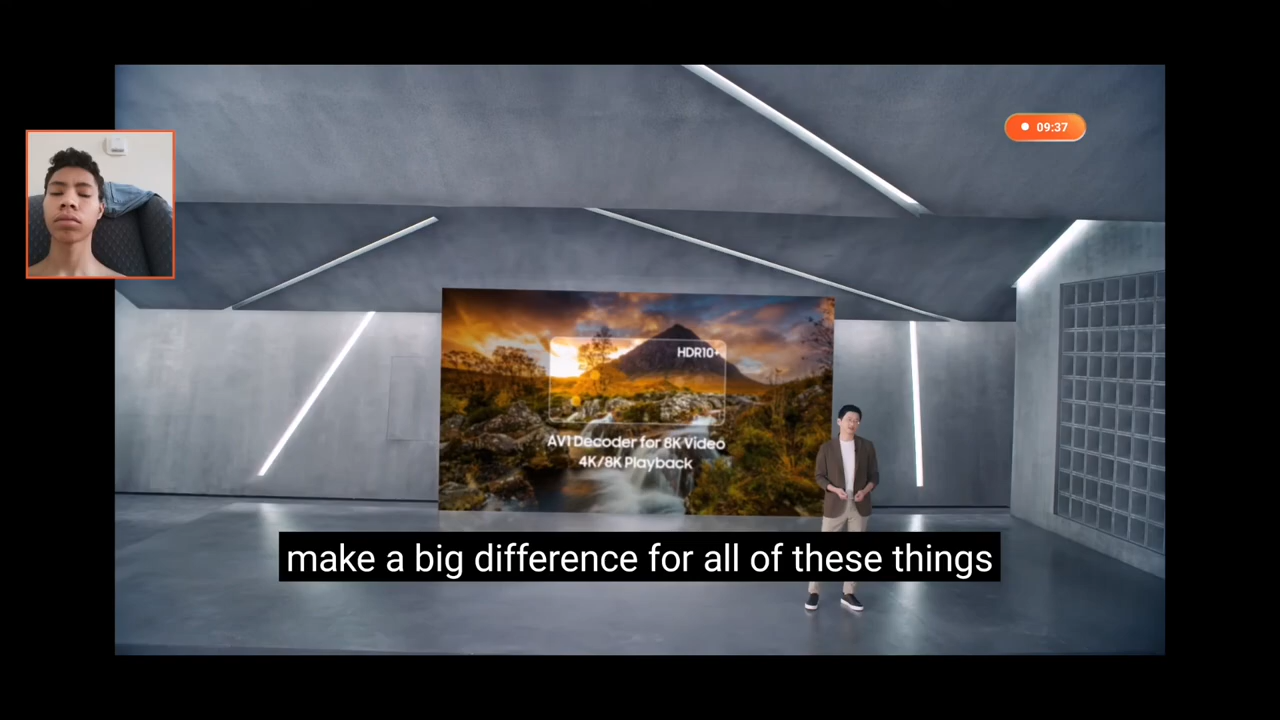 09:37
HDR10+
AV1 Decoder for 8K Video
4K/8K Playback
make a big difference for all of these things